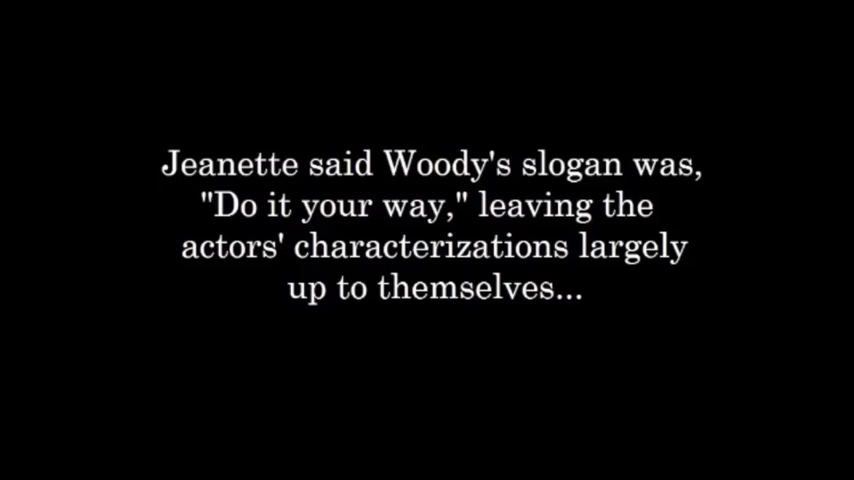 Jeanette said Woody's slogan was,
"Do it your way," leaving the
actors' characterizations largely
up to themselves...